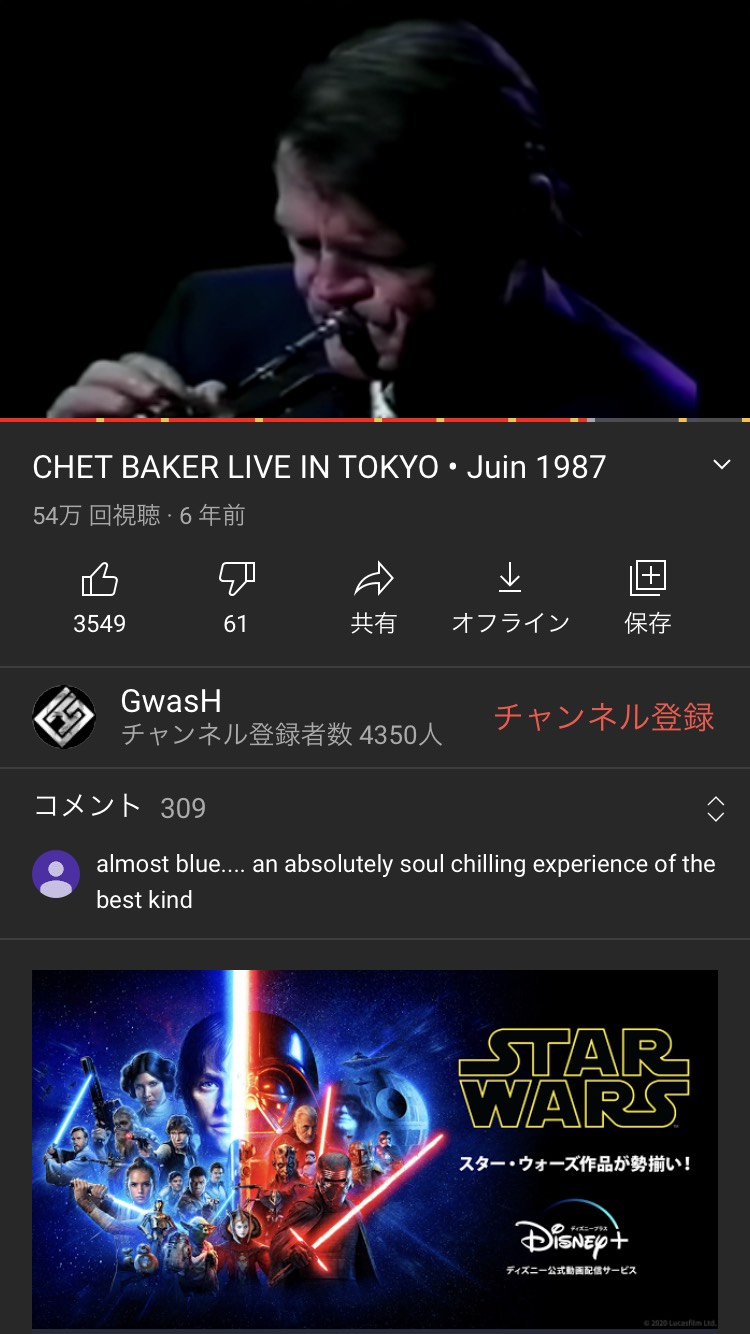 CHET BAKER LIVE IN TOKYO • Juin 1987
54万 回視聴 · 6 年前
3549
61
共有
オフライン
保存
GwasH
チャンネル登録者数 4350人
チャンネル登録
コメント 309
almost blue.... an absolutely soul chilling experience of the
best kind
STAR
WARS
スター・ウォーズ作品が勢揃い!
ディズニープラス
Disney+
ディズニー公式動画配信サービス
© 2020 Lucasfilm Ltd.